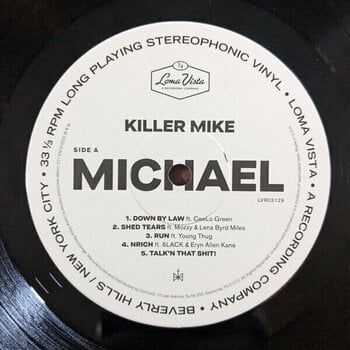 33 ⅓ RPM LONG PLAYING STEREOPHONIC VINYL • LOMA VISTA • A RECORDING COMPANY • BEVERLY HILLS / NEW YORK CITY •
Loma Vista
A RECORDING COMPANY
KILLER MIKE
SIDE A
MICHAEL
LVR03129
1. DOWN BY LAW ft. CeeLo Green
2. SHED TEARS ft. Mozzy & Lena Byrd Miles
3. RUN ft. Young Thug
4. NRICH ft. 6LACK & Eryn Allen Kane
5. TALK'N THAT SHIT!